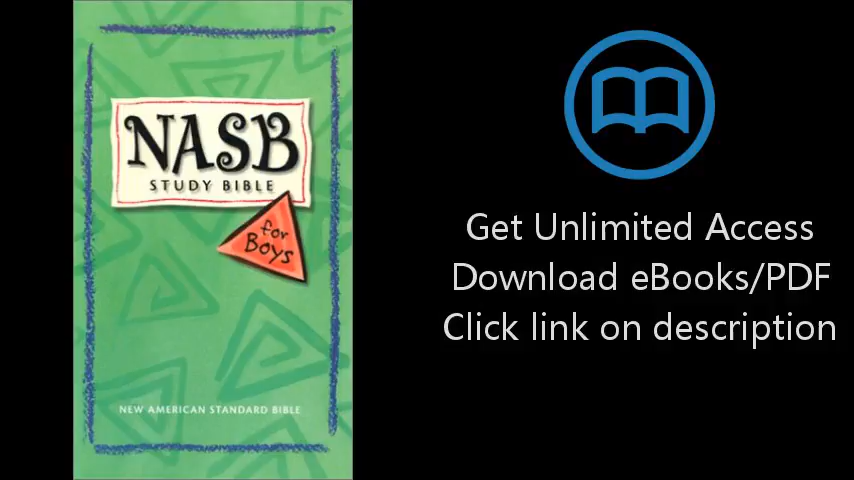 NASB
STUDY BIBLE
for
Boys
NEW AMERICAN STANDARD BIBLE
Get Unlimited Access
Download eBooks/PDF
Click link on description